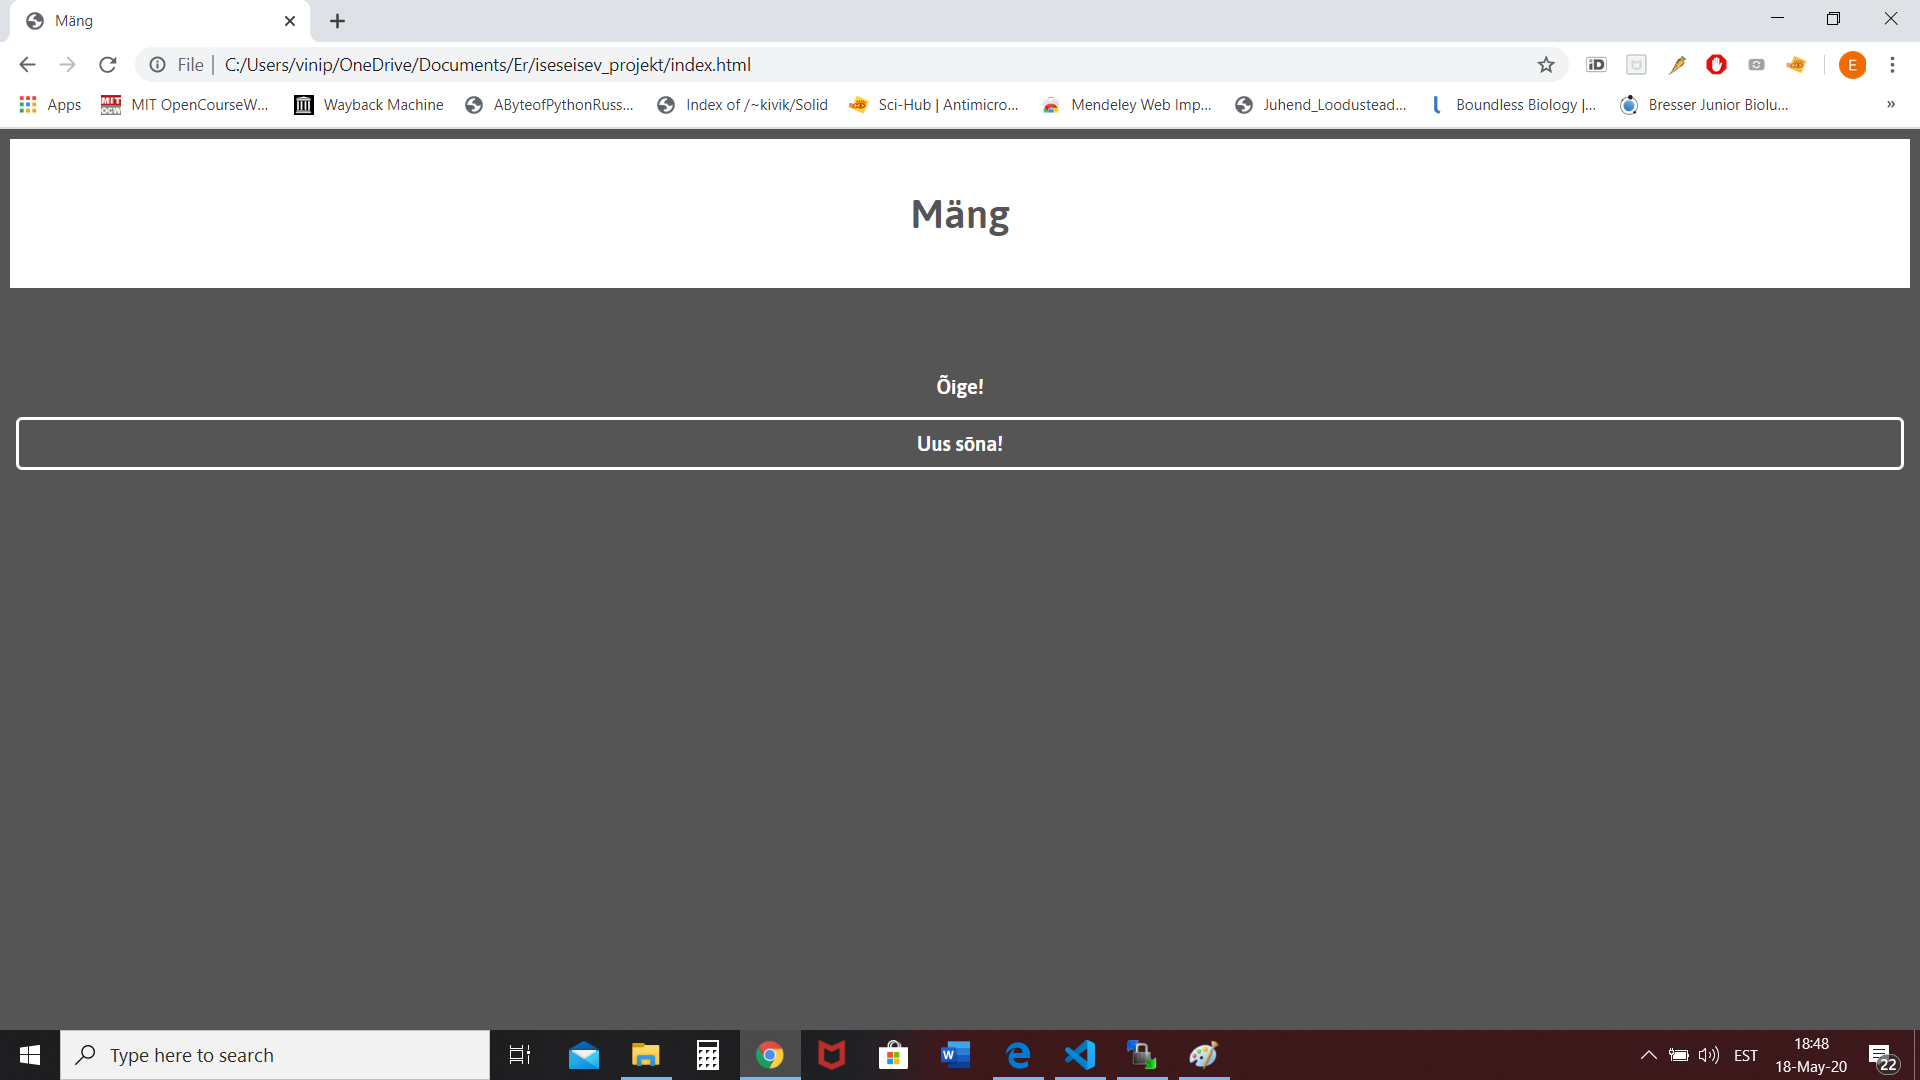 Mäng
File | C:/Users/vinip/OneDrive/Documents/Er/iseseisev_projekt/index.html
E
Apps MIT OpenCourseW... Wayback Machine AByteofPythonRuss... Index of /~kivik/Solid Sci-Hub | Antimicro... Mendeley Web Imp... Juhend_Loodustead... Boundless Biology |... Bresser Junior Biolu... »
Mäng
Õige!
Uus sõna!
Type here to search
EST
18:48
18-May-20
22